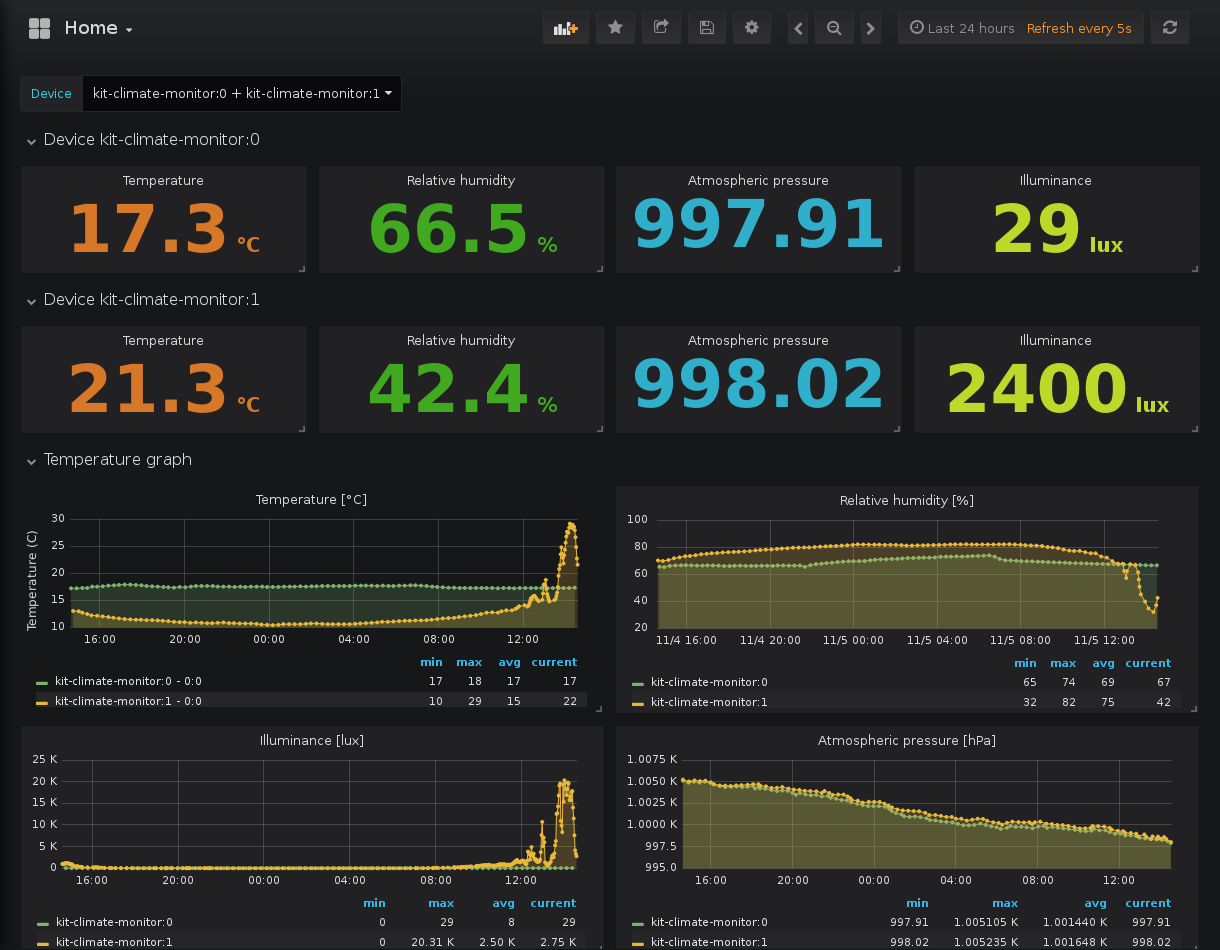 Home
Last 24 hours Refresh every 5s
Device kit-climate-monitor:0 + kit-climate-monitor:1
Device kit-climate-monitor:0
Temperature Relative humidity Atmospheric pressure Illuminance
17.3 °C 66.5 % 997.91 29 lux
Device kit-climate-monitor:1
Temperature Relative humidity Atmospheric pressure Illuminance
21.3 °C 42.4 % 998.02 2400 lux
Temperature graph
Temperature [°C]
Temperature (C)
30
25
20
15
10
16:00 20:00 00:00 04:00 08:00 12:00
min max avg current
kit-climate-monitor:0 - 0:0 17 18 17 17
kit-climate-monitor:1 - 0:0 10 29 15 22
Relative humidity [%]
100
80
60
40
20
11/4 16:00 11/4 20:00 11/5 00:00 11/5 04:00 11/5 08:00 11/5 12:00
min max avg current
kit-climate-monitor:0 65 74 69 67
kit-climate-monitor:1 32 82 75 42
Illuminance [lux]
25 K
20 K
15 K
10 K
5 K
0
16:00 20:00 00:00 04:00 08:00 12:00
min max avg current
kit-climate-monitor:0 0 29 8 29
kit-climate-monitor:1 0 20.31 K 2.50 K 2.75 K
Atmospheric pressure [hPa]
1.0075 K
1.0050 K
1.0025 K
1.0000 K
997.5
995.0
16:00 20:00 00:00 04:00 08:00 12:00
min max avg current
kit-climate-monitor:0 997.91 1.005105 K 1.001440 K 997.91
kit-climate-monitor:1 998.02 1.005235 K 1.001648 K 998.02